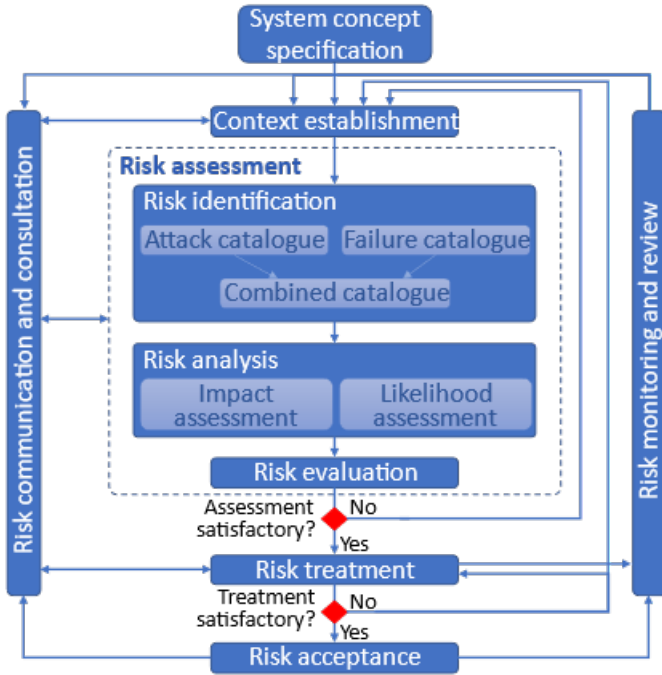 System concept
specification
Context establishment
Risk assessment
Risk identification
Attack catalogue
Failure catalogue
Combined catalogue
Risk analysis
Impact
assessment
Likelihood
assessment
Risk evaluation
Assessment
satisfactory?
No
Yes
Risk treatment
Treatment
satisfactory?
No
Yes
Risk acceptance
Risk communication and consultation
Risk monitoring and review